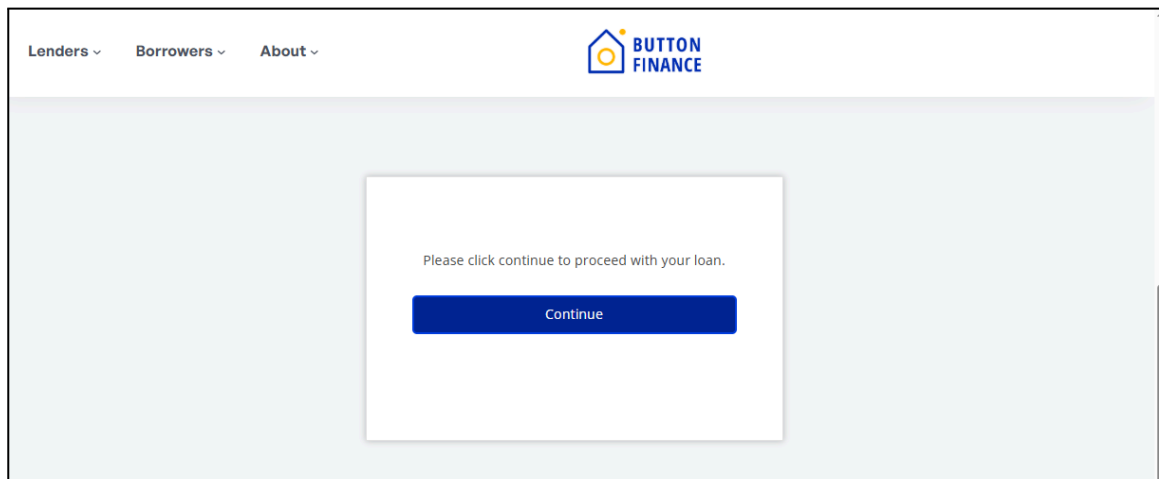 Lenders
Borrowers
About
BUTTON
FINANCE
Please click continue to proceed with your loan.
Continue